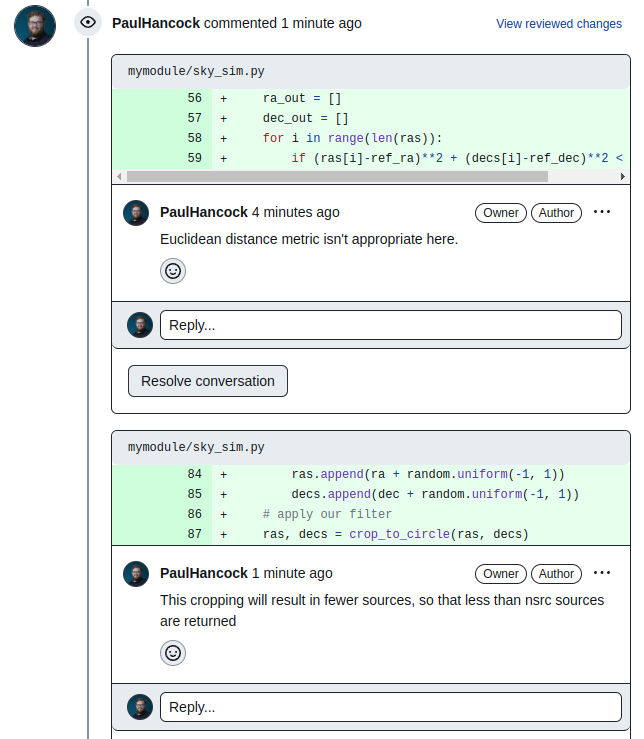 PaulHancock commented 1 minute ago View reviewed changes
mymodule/sky_sim.py
56 + ra_out = []
57 + dec_out = []
58 + for i in range(len(ras)):
59 + if (ras[i]-ref_ra)**2 + (decs[i]-ref_dec)**2 <
PaulHancock 4 minutes ago Owner Author ...
Euclidean distance metric isn't appropriate here.
Reply...
Resolve conversation
mymodule/sky_sim.py
84 + ras.append(ra + random.uniform(-1, 1))
85 + decs.append(dec + random.uniform(-1, 1))
86 + # apply our filter
87 + ras, decs = crop_to_circle(ras, decs)
PaulHancock 1 minute ago Owner Author ...
This cropping will result in fewer sources, so that less than nsrc sources
are returned
Reply...